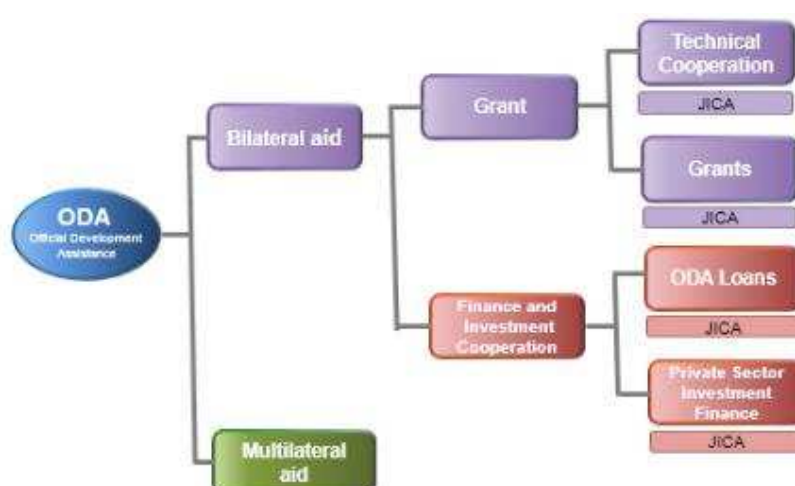 ODA
Official Development
Assistance
Bilateral aid
Multilateral
aid
Grant
Finance and
Investment
Cooperation
Technical
Cooperation
JICA
Grants
JICA
ODA Loans
JICA
Private Sector
Investment
Finance
JICA